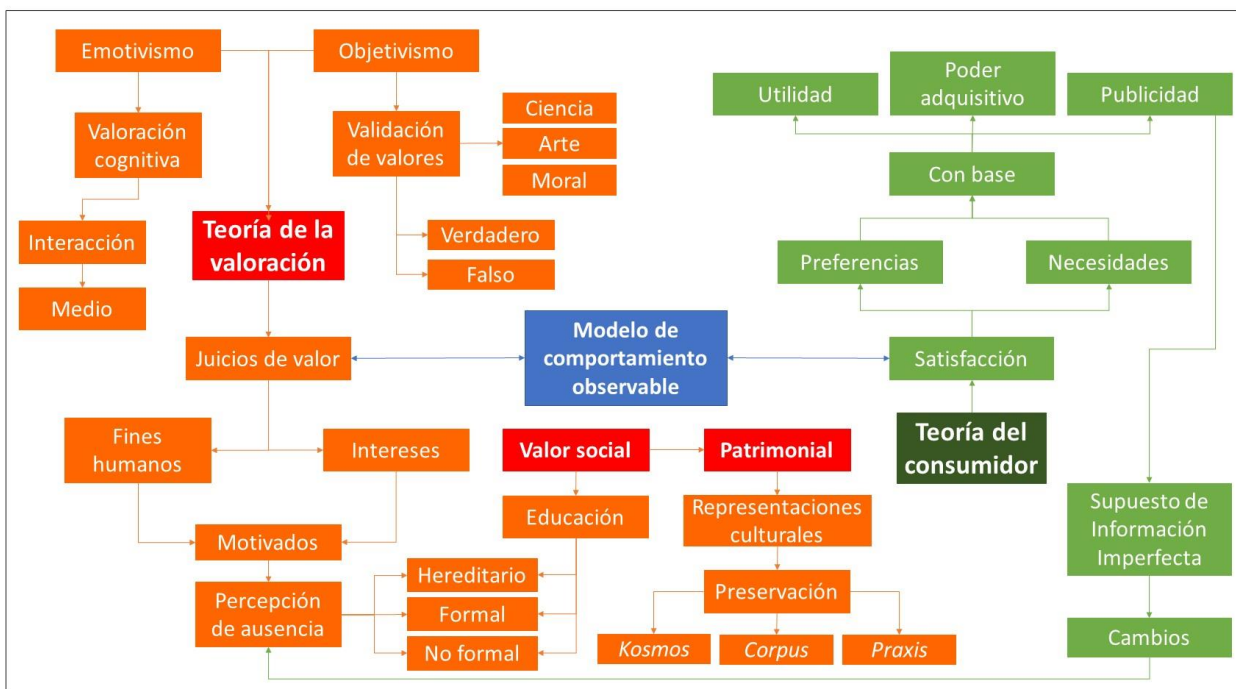 Emotivismo
Objetivismo
Valoración
cognitiva
Validación
de valores
Ciencia
Arte
Moral
Interacción
Medio
Teoría de la
valoración
Verdadero
Falso
Juicios de valor
Fines
humanos
Intereses
Motivados
Percepción
de ausencia
Hereditario
Formal
No formal
Valor social
Patrimonial
Educación
Representaciones
culturales
Preservación
Kosmos
Corpus
Praxis
Modelo de
comportamiento
observable
Utilidad
Poder
adquisitivo
Publicidad
Con base
Preferencias
Necesidades
Satisfacción
Teoría del
consumidor
Supuesto de
Información
Imperfecta
Cambios